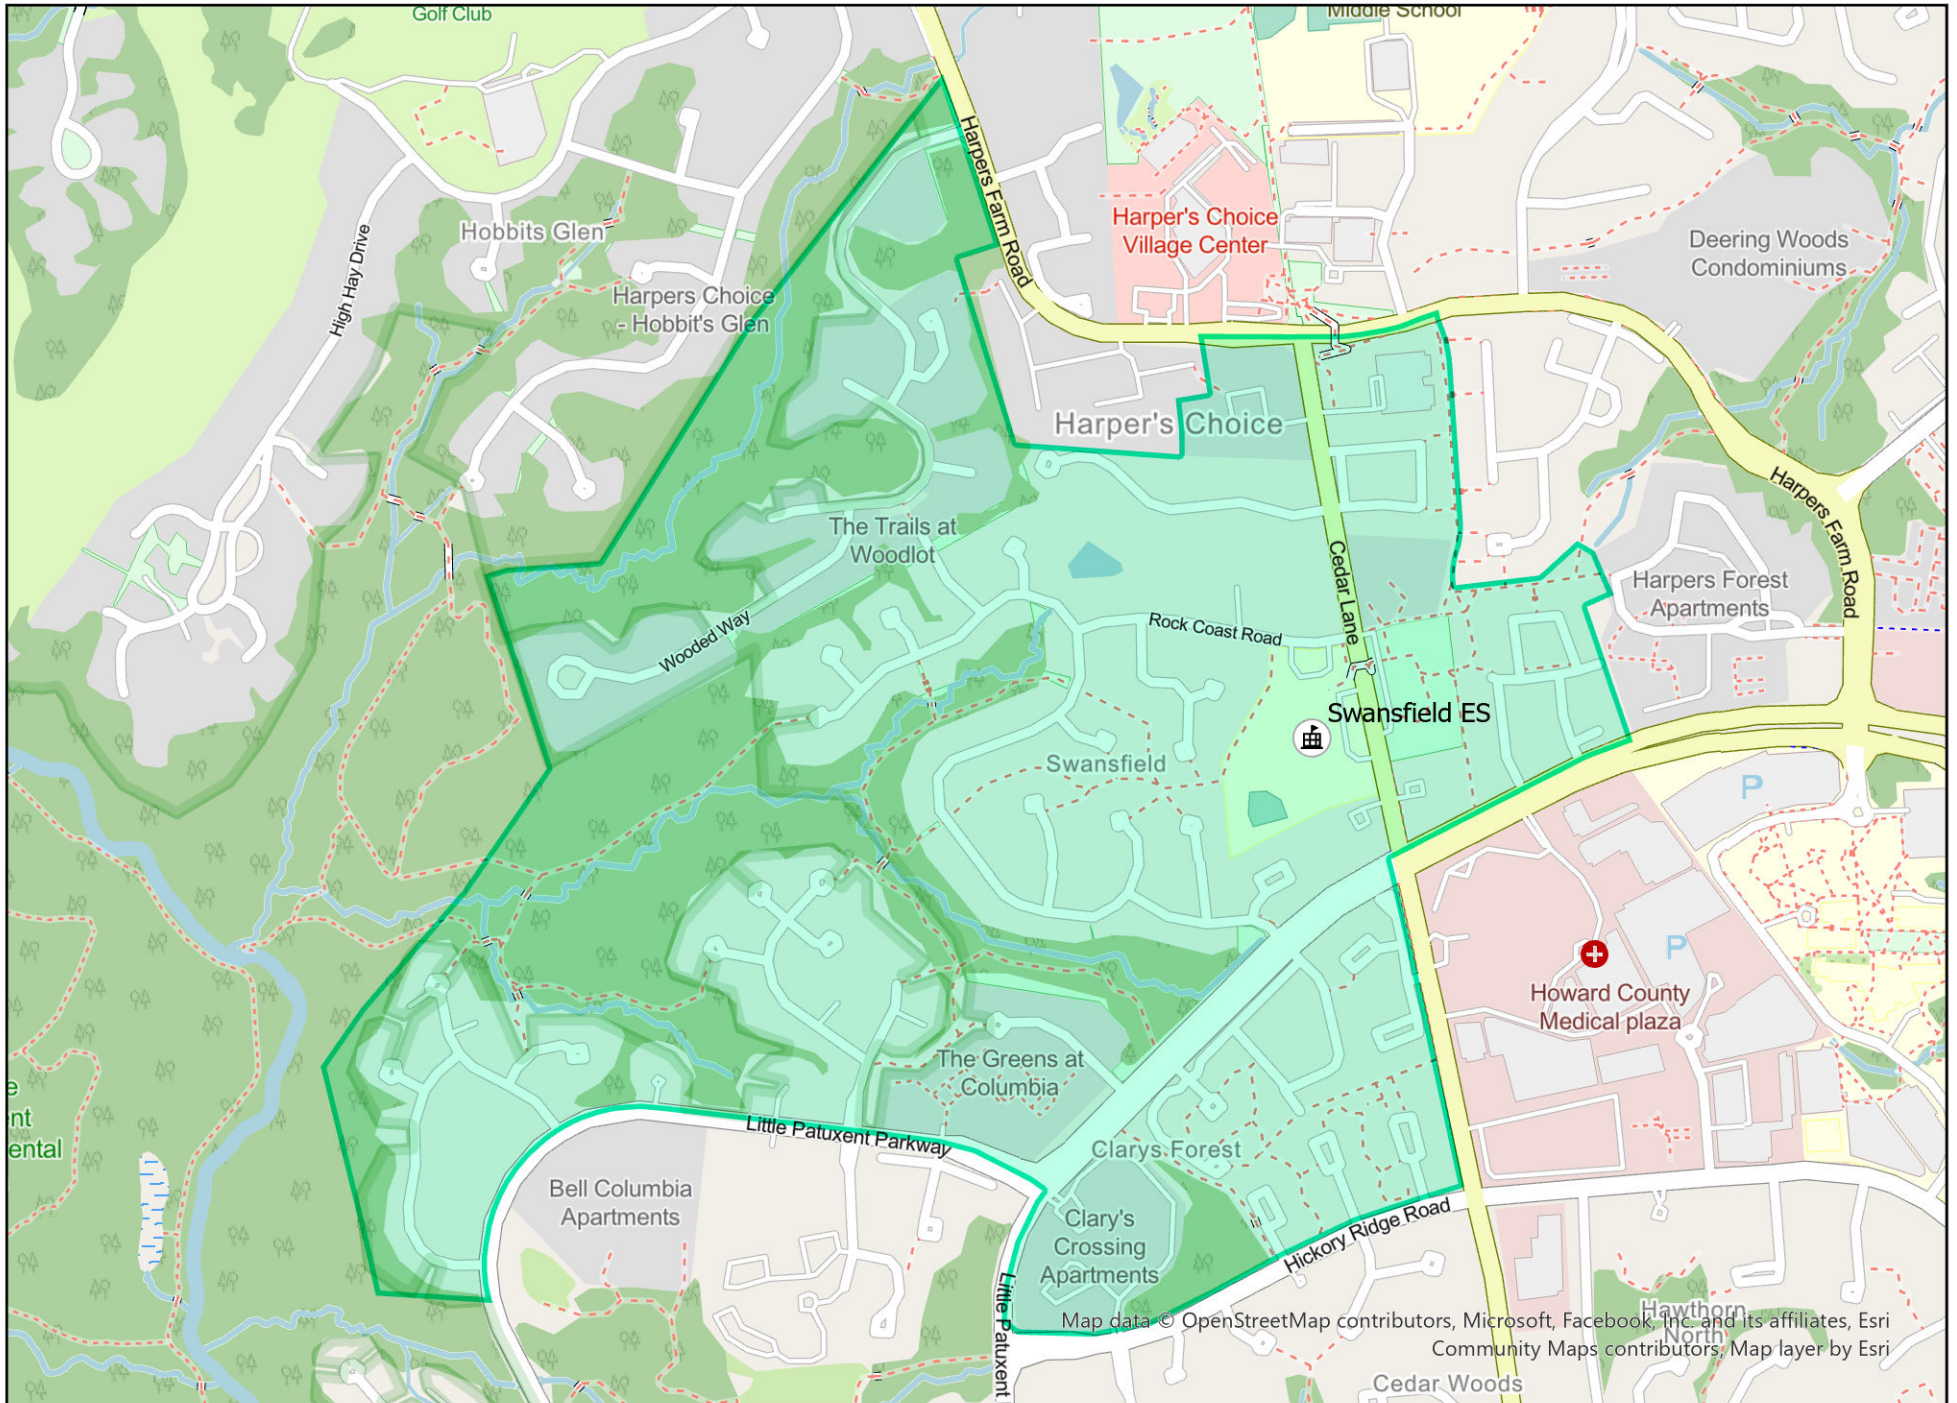 Golf Club
Middle School
Harpers Farm Road
Harper's Choice
Village Center
Hobbits Glen
High Hay Drive
Deering Woods
Condominiums
Harpers Choice
- Hobbit's Glen
Harper's Choice
Harpers Farm Road
The Trails at
Woodlot
Cedar Lane
Harpers Forest
Apartments
Wooded Way
Rock Coast Road
Swansfield ES
Swansfield
P
P
Howard County
Medical plaza
The Greens at
Columbia
e
ent
ental
Little Patuxent Parkway
Clarys Forest
Bell Columbia
Apartments
Clary's
Crossing
Apartments
Hickory Ridge Road
Little Patuxent
Hawthorn
North
Map data © OpenStreetMap contributors, Microsoft, Facebook, Inc. and its affiliates, Esri
Community Maps contributors, Map layer by Esri
Cedar Woods